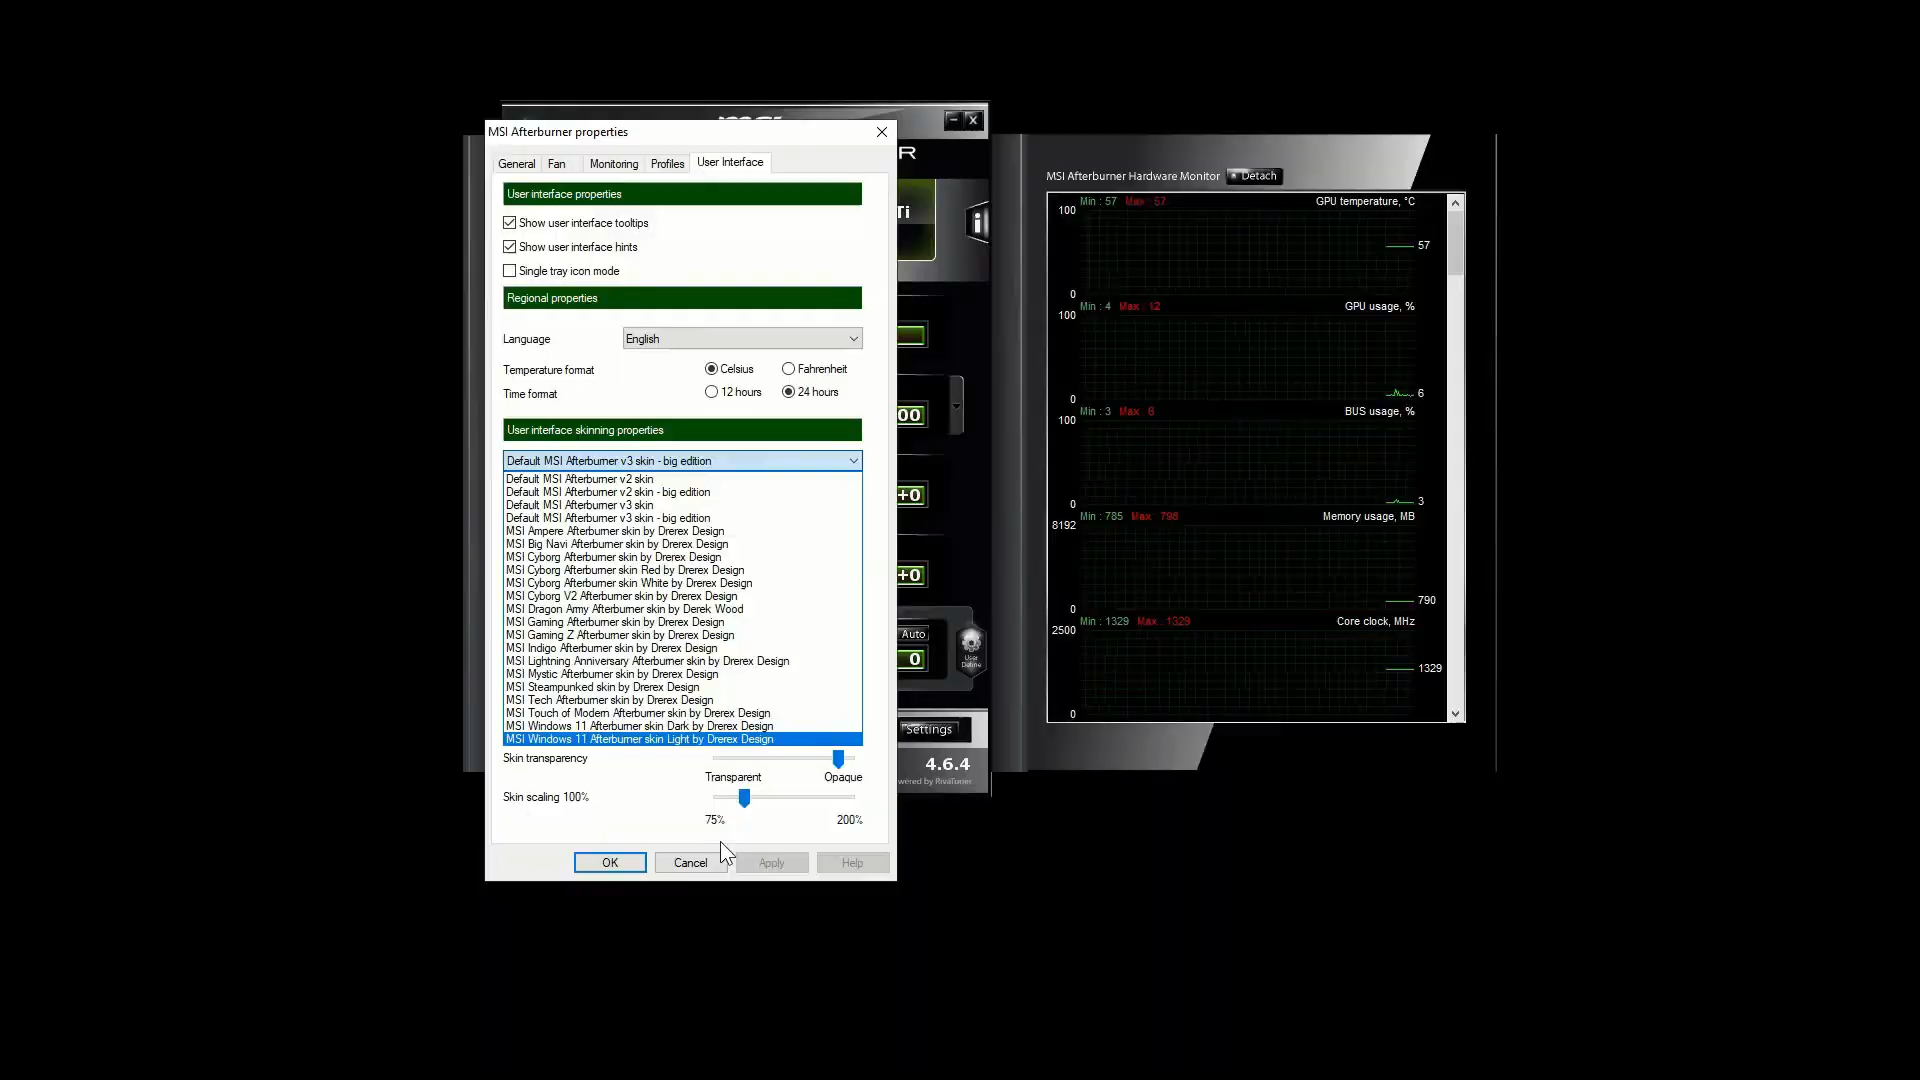 MSI Afterburner properties
General Fan Monitoring Profiles User Interface
User interface properties
Show user interface tooltips
Show user interface hints
Single tray icon mode
Regional properties
Language English
Temperature format Celsius Fahrenheit
Time format 12 hours 24 hours
User interface skinning properties
Default MSI Afterburner v3 skin - big edition
Default MSI Afterburner v2 skin
Default MSI Afterburner v2 skin - big edition
Default MSI Afterburner v3 skin
Default MSI Afterburner v3 skin - big edition
MSI Ampere Afterburner skin by Drerex Design
MSI Big Navi Afterburner skin by Drerex Design
MSI Cyborg Afterburner skin by Drerex Design
MSI Cyborg Afterburner skin Red by Drerex Design
MSI Cyborg Afterburner skin White by Drerex Design
MSI Cyborg V2 Afterburner skin by Drerex Design
MSI Dragon Army Afterburner skin by Derek Wood
MSI Gaming Afterburner skin by Drerex Design
MSI Gaming Z Afterburner skin by Drerex Design
MSI Indigo Afterburner skin by Drerex Design
MSI Lightning Anniversary Afterburner skin by Drerex Design
MSI Mystic Afterburner skin by Drerex Design
MSI Steampunked skin by Drerex Design
MSI Tech Afterburner skin by Drerex Design
MSI Touch of Modern Afterburner skin by Drerex Design
MSI Windows 11 Afterburner skin Dark by Drerex Design
MSI Windows 11 Afterburner skin Light by Drerex Design
Skin transparency
Transparent Opaque
Skin scaling 100%
75% 200%
OK Cancel Apply Help
R
Ti
i
00
+0
+0
Auto
0
User
Define
Settings
4.6.4
wered by RivaTuner
MSI Afterburner Hardware Monitor Detach
Min : 57 Max : 57 GPU temperature, °C
100
57
0
Min : 4 Max : 12 GPU usage, %
100
6
0
Min : 3 Max : 6 BUS usage, %
100
3
0
Min : 785 Max : 798 Memory usage, MB
8192
790
0
Min : 1329 Max : 1329 Core clock, MHz
2500
1329
0